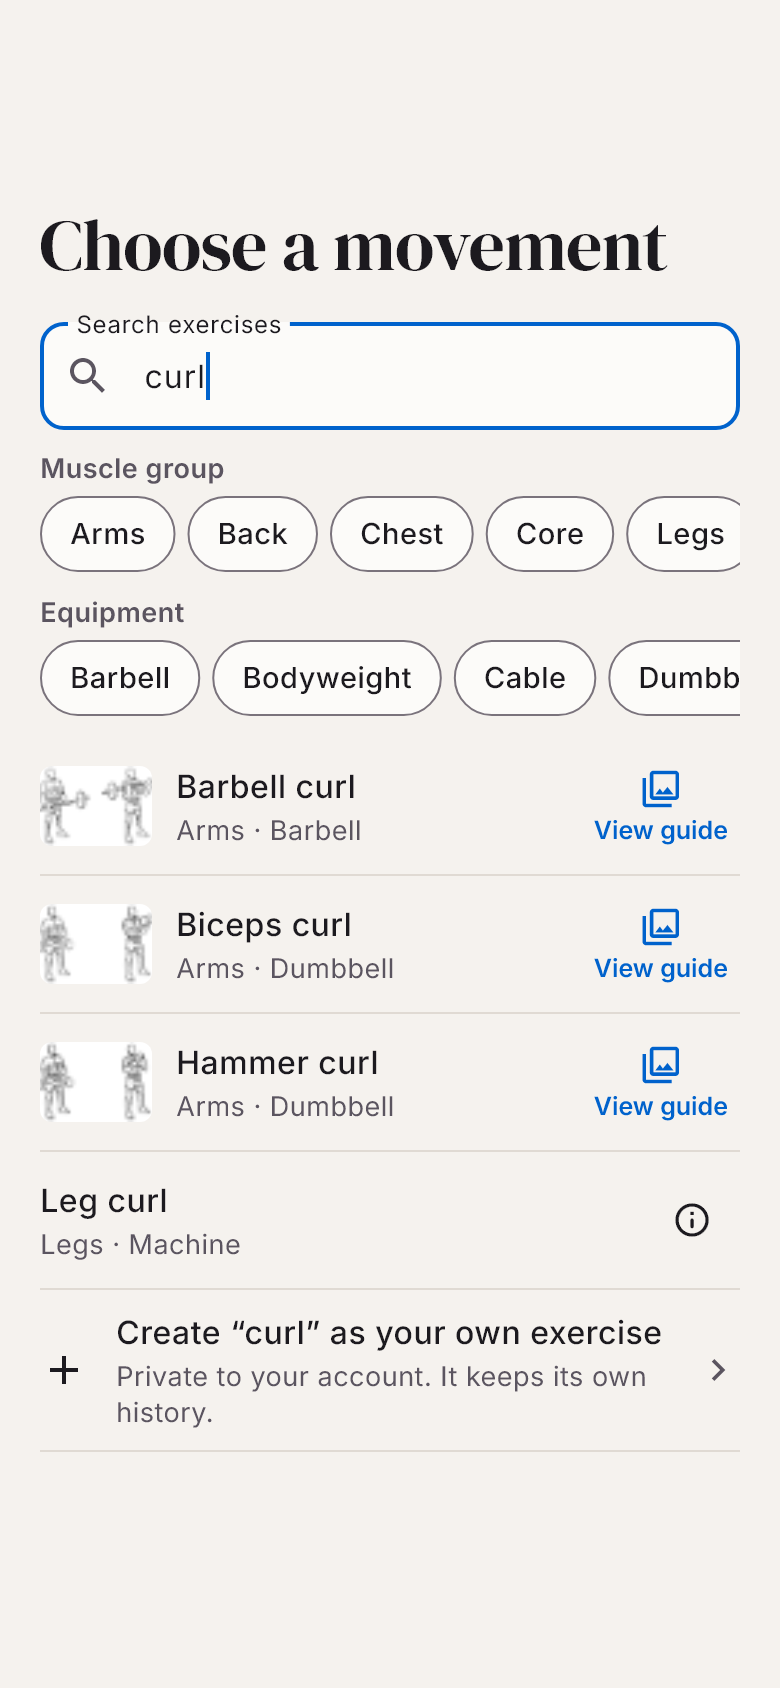 Choose a movement
Search exercises
curl
Muscle group
Arms Back Chest Core Legs
Equipment
Barbell Bodyweight Cable Dumbb
Barbell curl
Arms · Barbell
View guide
Biceps curl
Arms · Dumbbell
View guide
Hammer curl
Arms · Dumbbell
View guide
Leg curl
Legs · Machine
Create “curl” as your own exercise
Private to your account. It keeps its own
history.